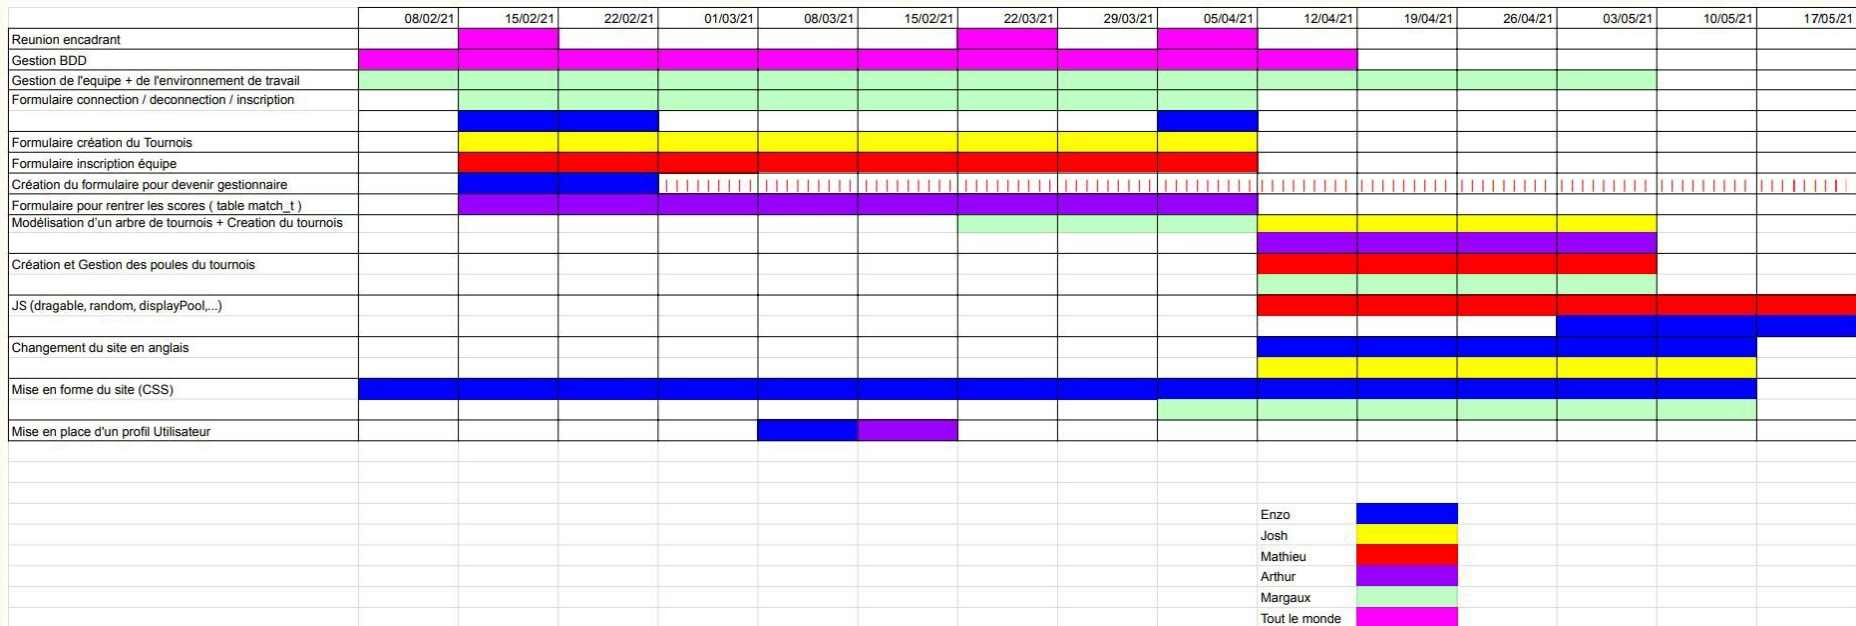 08/02/21 15/02/21 22/02/21 01/03/21 08/03/21 15/02/21 22/03/21 29/03/21 05/04/21 12/04/21 19/04/21 26/04/21 03/05/21 10/05/21 17/05/21
Reunion encadrant
Gestion BDD
Gestion de l'equipe + de l'environnement de travail
Formulaire connection / deconnection / inscription
Formulaire création du Tournois
Formulaire inscription équipe
Création du formulaire pour devenir gestionnaire
Formulaire pour rentrer les scores ( table match_t )
Modélisation d'un arbre de tournois + Creation du tournois
Création et Gestion des poules du tournois
JS (dragable, random, displayPool,...)
Changement du site en anglais
Mise en forme du site (CSS)
Mise en place d'un profil Utilisateur
Enzo
Josh
Mathieu
Arthur
Margaux
Tout le monde